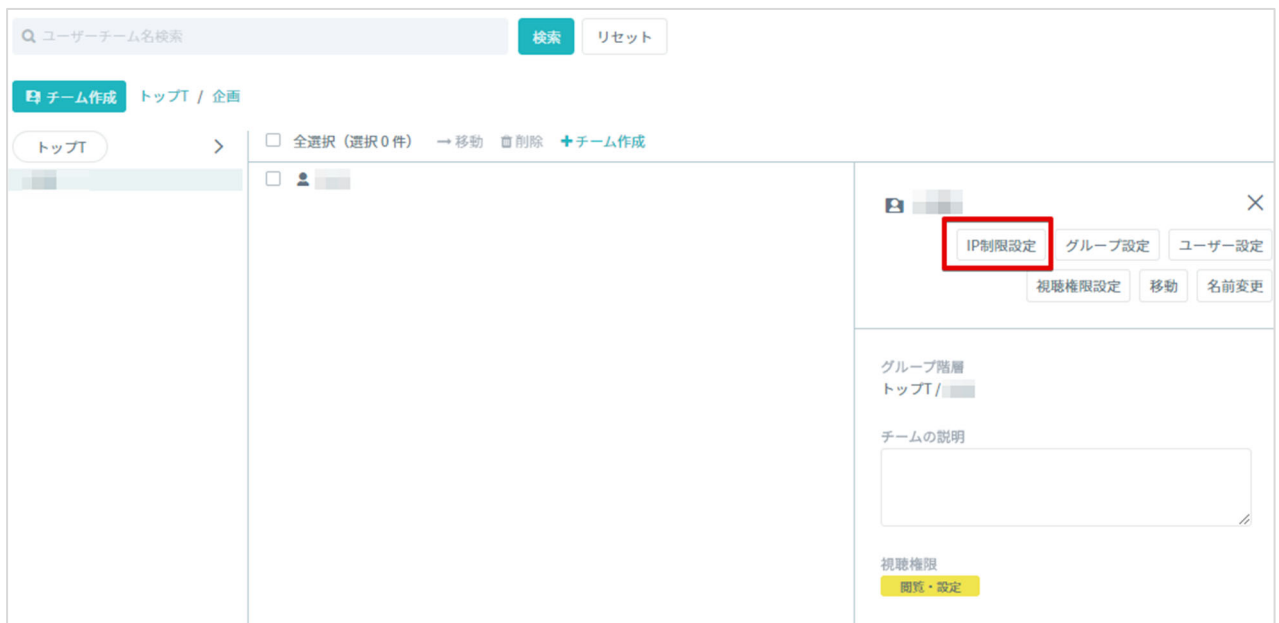 ユーザーチーム名検索 検索 リセット
チーム作成 トップT / 企画
トップT
全選択(選択0件) →移動 削除 +チーム作成
IP制限設定 グループ設定 ユーザー設定
視聴権限設定 移動 名前変更
グループ階層
トップT /
チームの説明
視聴権限
閲覧・設定